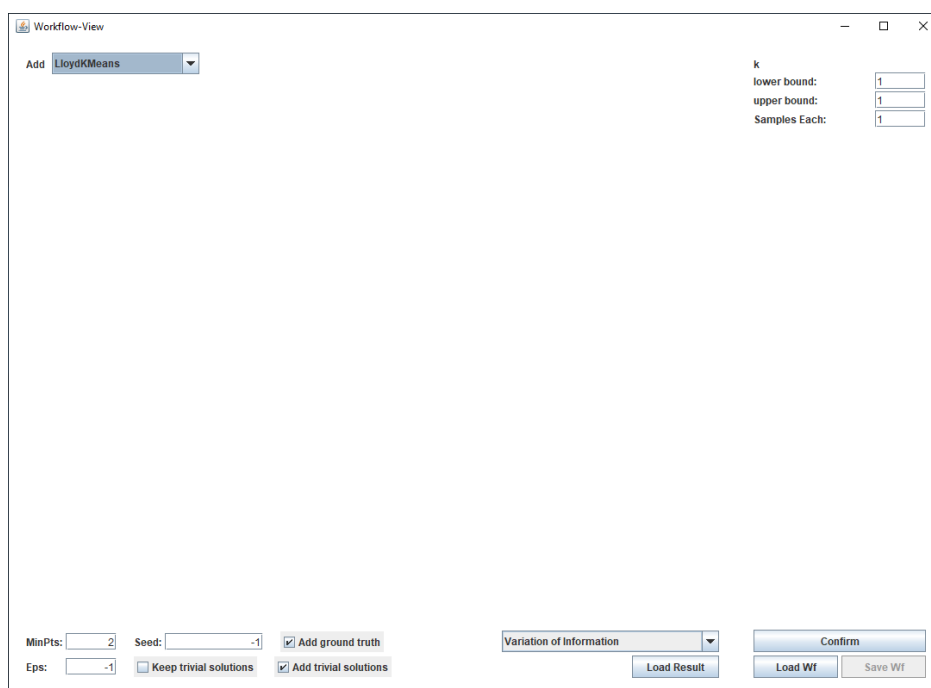 Workflow-View
Add LloydKMeans
k
lower bound: 1
upper bound: 1
Samples Each: 1
MinPts: 2 Seed: -1 Add ground truth Variation of Information Confirm
Eps: -1 Keep trivial solutions Add trivial solutions Load Result Load Wf Save Wf